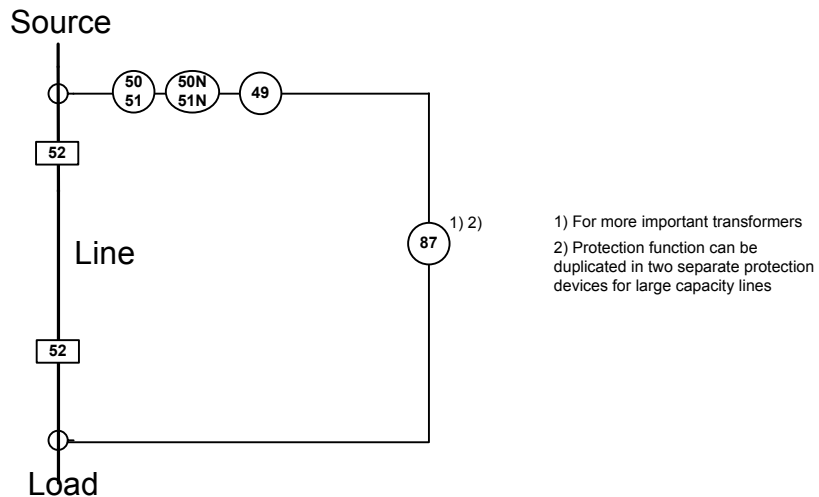 Source
50
51
50N
51N
49
52
1) 2)
87
Line
1) For more important transformers
2) Protection function can be
duplicated in two separate protection
devices for large capacity lines
52
Load